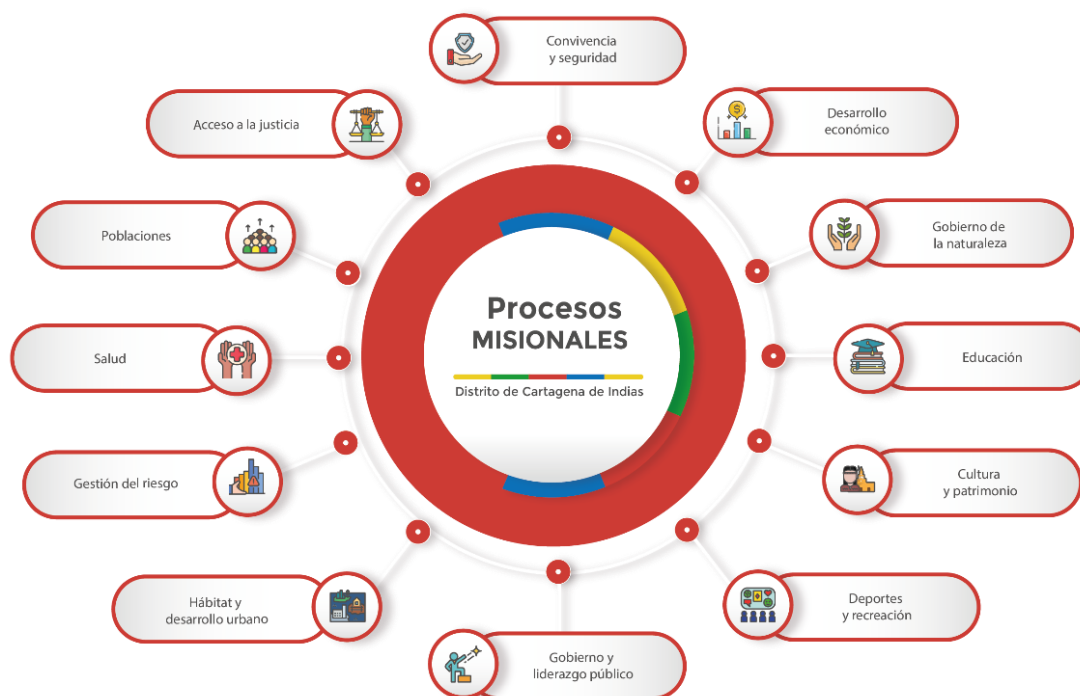 Convivencia
y seguridad
Acceso a la justicia
Desarrollo
económico
Poblaciones
Gobierno de
la naturaleza
Procesos
MISIONALES
Distrito de Cartagena de Indias
Salud
Educación
Gestión del riesgo
Cultura
y patrimonio
Hábitat y
desarrollo urbano
Deportes
y recreación
Gobierno y
liderazgo público